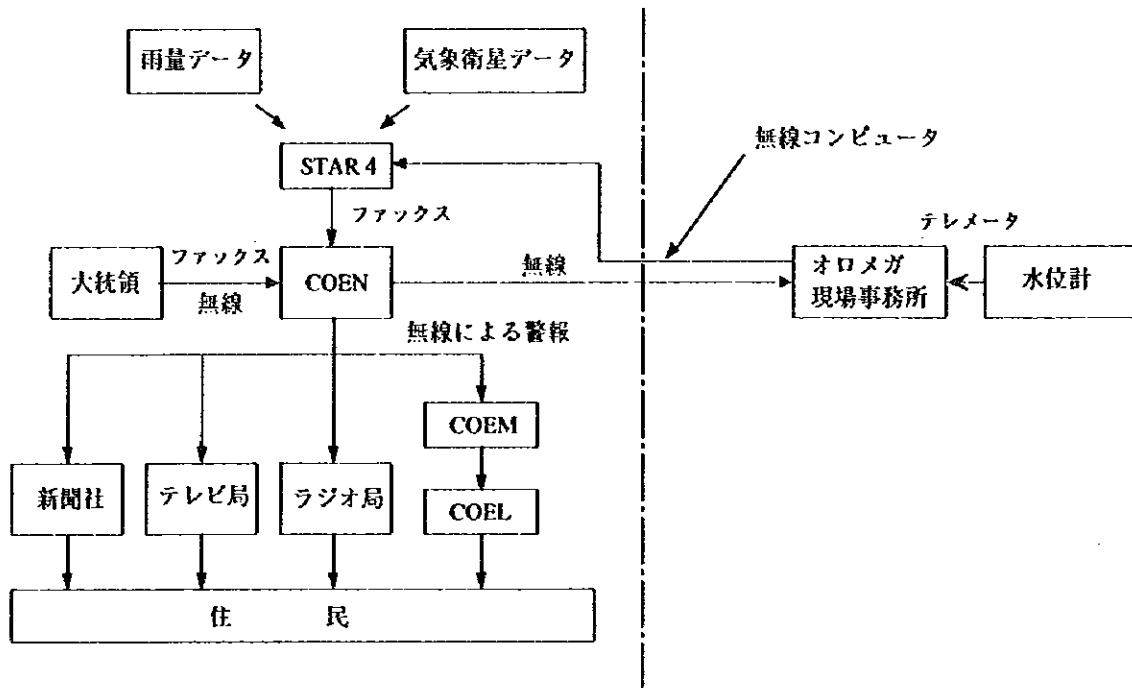 雨量データ
気象衛星データ
無線コンピュータ
STAR 4
ファックス
テレメータ
大統領
ファックス
無線
COEN
無線
オロメガ
現場事務所
水位計
無線による警報
COEM
新聞社
テレビ局
ラジオ局
COEL
住 民